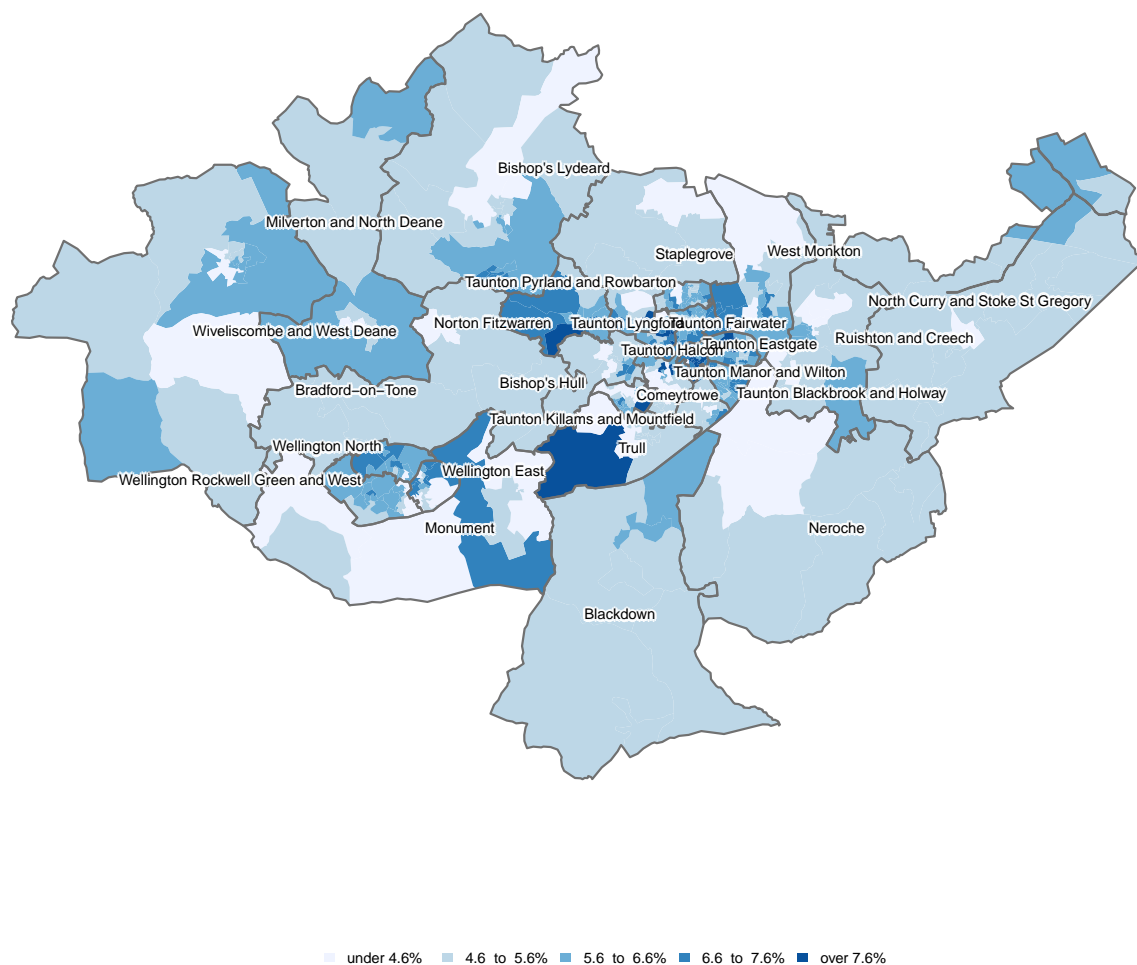 Bishop's Lydeard
Milverton and North Deane
Staplegrove
West Monkton
Taunton Pyrland and Rowbarton
North Curry and Stoke St Gregory
Norton Fitzwarren
Taunton Lyngford
Taunton Fairwater
Wiveliscombe and West Deane
Ruishton and Creech
Taunton Eastgate
Taunton Halcon
Taunton Manor and Wilton
Bishop's Hull
Bradford–on–Tone
Comeytrowe
Taunton Blackbrook and Holway
Taunton Killams and Mountfield
Wellington North
Trull
Wellington East
Wellington Rockwell Green and West
Monument
Neroche
Blackdown
under 4.6% 4.6 to 5.6% 5.6 to 6.6% 6.6 to 7.6% over 7.6%